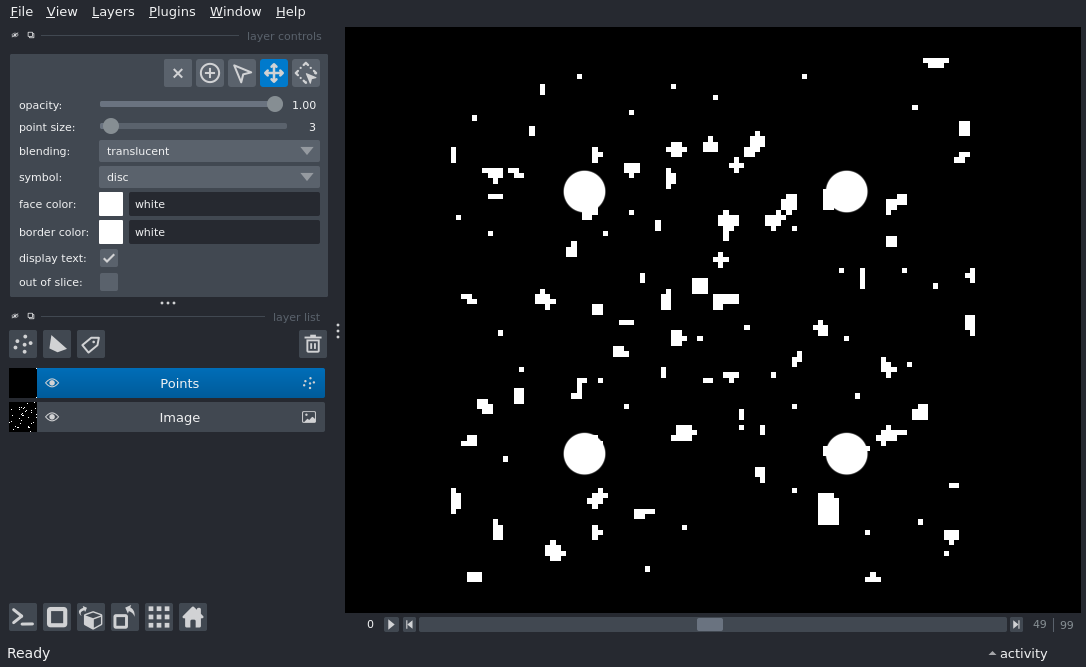 File View Layers Plugins Window Help
layer controls
opacity: 1.00
point size: 3
blending: translucent
symbol: disc
face color: white
border color: white
display text:
out of slice:
layer list
Points
Image
0 49 | 99
Ready activity